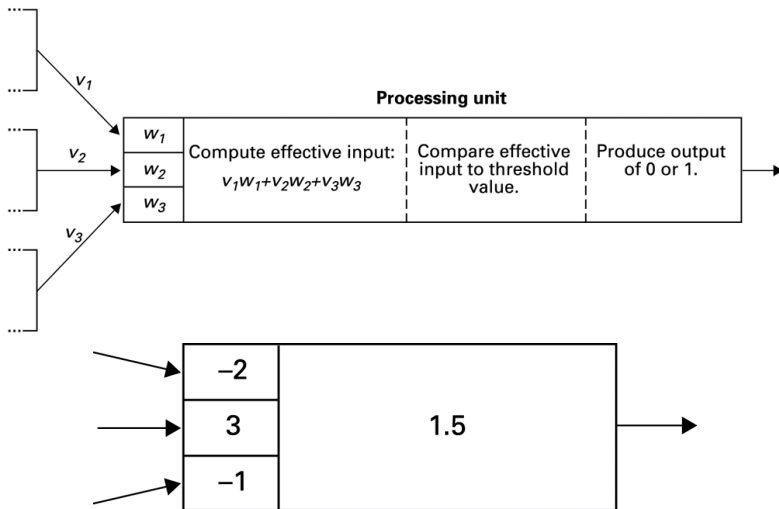 v1
v2
v3
Processing unit
w1
w2
w3
Compute effective input:
v1w1+v2w2+v3w3
Compare effective
input to threshold
value.
Produce output
of 0 or 1.
–2
3
–1
1.5